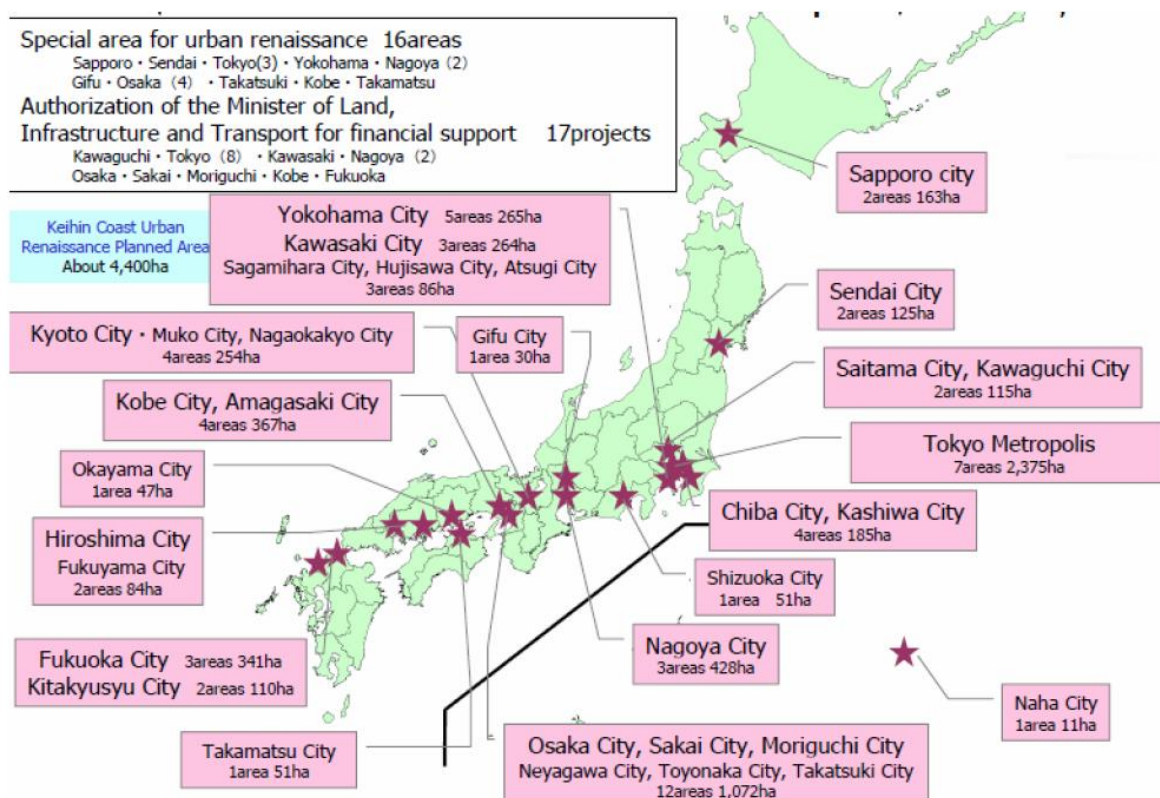 Special area for urban renaissance 16areas
Sapporo・Sendai・Tokyo(3)・Yokohama・Nagoya（2）
Gifu・Osaka（4）・Takatsuki・Kobe・Takamatsu
Authorization of the Minister of Land,
Infrastructure and Transport for financial support 17projects
Kawaguchi・Tokyo（8）・Kawasaki・Nagoya（2）
Osaka・Sakai・Moriguchi・Kobe・Fukuoka
Sapporo city
2areas 163ha
Keihin Coast Urban
Renaissance Planned Area
About 4,400ha
Yokohama City 5areas 265ha
Kawasaki City 3areas 264ha
Sagamihara City, Hujisawa City, Atsugi City
3areas 86ha
Sendai City
2areas 125ha
Kyoto City・Muko City, Nagaokakyo City
4areas 254ha
Gifu City
1area 30ha
Saitama City, Kawaguchi City
2areas 115ha
Kobe City, Amagasaki City
4areas 367ha
Tokyo Metropolis
7areas 2,375ha
Okayama City
1area 47ha
Chiba City, Kashiwa City
4areas 185ha
Hiroshima City
Fukuyama City
2areas 84ha
Shizuoka City
1area 51ha
Nagoya City
3areas 428ha
Fukuoka City 3areas 341ha
Kitakyusyu City 2areas 110ha
Naha City
1area 11ha
Takamatsu City
1area 51ha
Osaka City, Sakai City, Moriguchi City
Neyagawa City, Toyonaka City, Takatsuki City
12areas 1,072ha